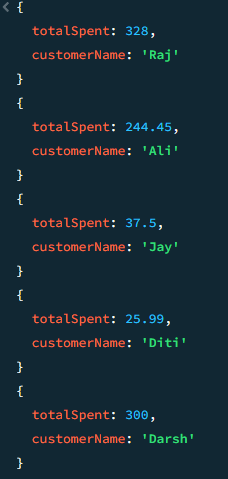 {
totalSpent: 328,
customerName: 'Raj'
}
{
totalSpent: 244.45,
customerName: 'Ali'
}
{
totalSpent: 37.5,
customerName: 'Jay'
}
{
totalSpent: 25.99,
customerName: 'Diti'
}
{
totalSpent: 300,
customerName: 'Darsh'
}